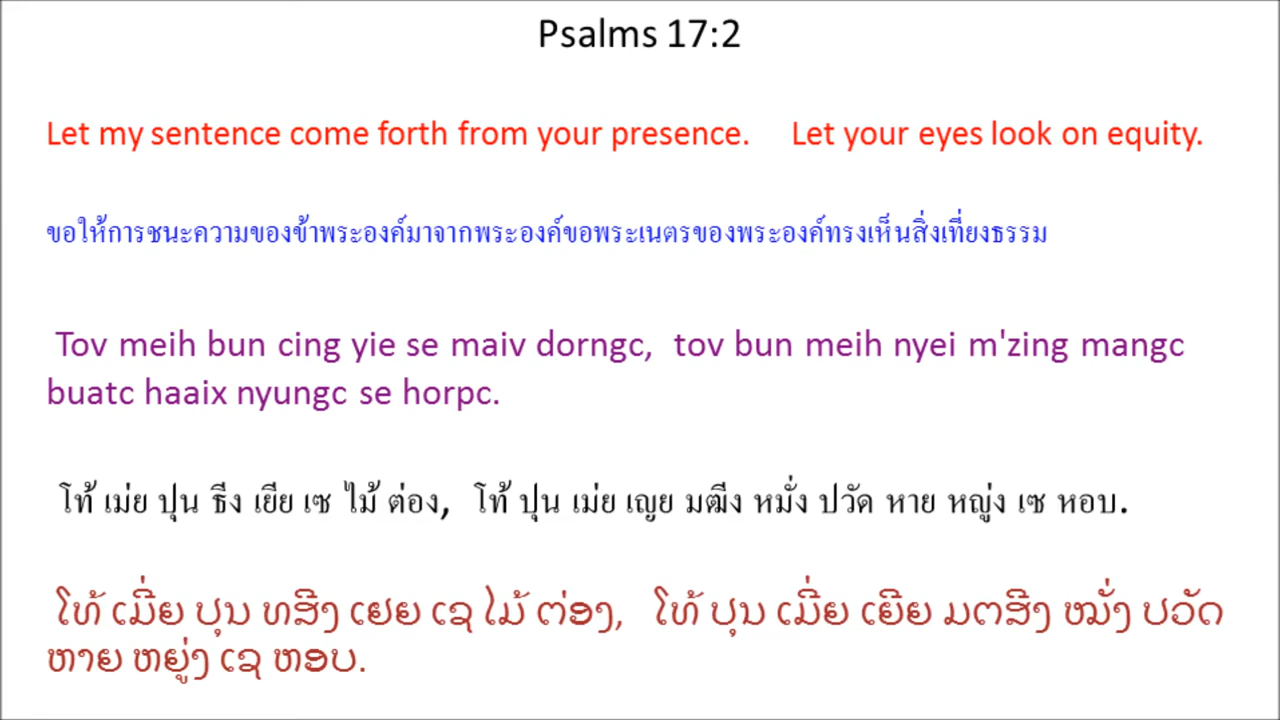 Psalms 17:2
Let my sentence come forth from your presence. Let your eyes look on equity.
ขอให้การชนะความของข้าพระองค์มาจากพระองค์ขอพระเนตรของพระองค์ทรงเห็นสิ่งเที่ยงธรรม
Tov meih bun cing yie se maiv dorngc, tov bun meih nyei m'zing mangc
buatc haaix nyungc se horpc.
โท้ เม่ย ปุน ธีง เยีย เซ ไม้ ต่อง, โท้ ปุน เม่ย เญย มฒีง หมั่ง ปวัด หาย หญู่ง เซ หอบ.
ໂທ້ ເມີ່ຍ ປຸນ ທສີງ ເຢຍ ເຊ ໄມ້ ຕ່ອງ, ໂທ້ ປຸນ ເມີ່ຍ ເຍີຍ ມຕສີງ ໝັ່ງ ປວັດ
ຫາຍ ຫຍູ່ງ ເຊ ຫອບ.